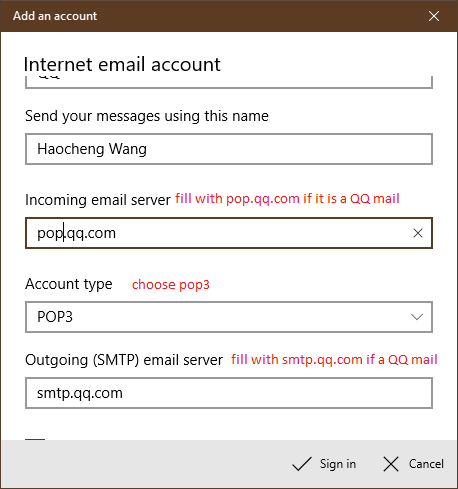 Add an account
Internet email account
QQ
Send your messages using this name
Haocheng Wang
Incoming email server fill with pop.qq.com if it is a QQ mail
pop.qq.com
Account type choose pop3
POP3
Outgoing (SMTP) email server fill with smtp.qq.com if a QQ mail
smtp.qq.com
Sign in Cancel